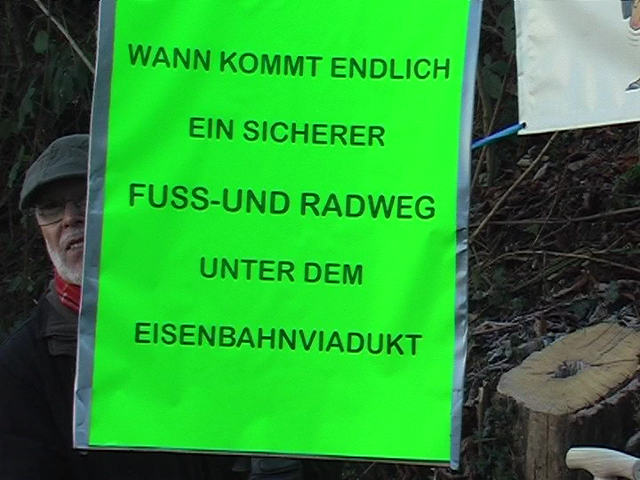 WANN KOMMT ENDLICH
EIN SICHERER
FUSS-UND RADWEG
UNTER DEM
EISENBAHNVIADUKT